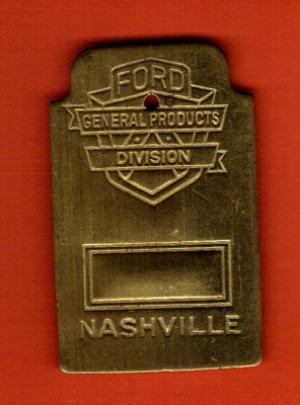 FORD
GENERAL PRODUCTS
DIVISION
NASHVILLE